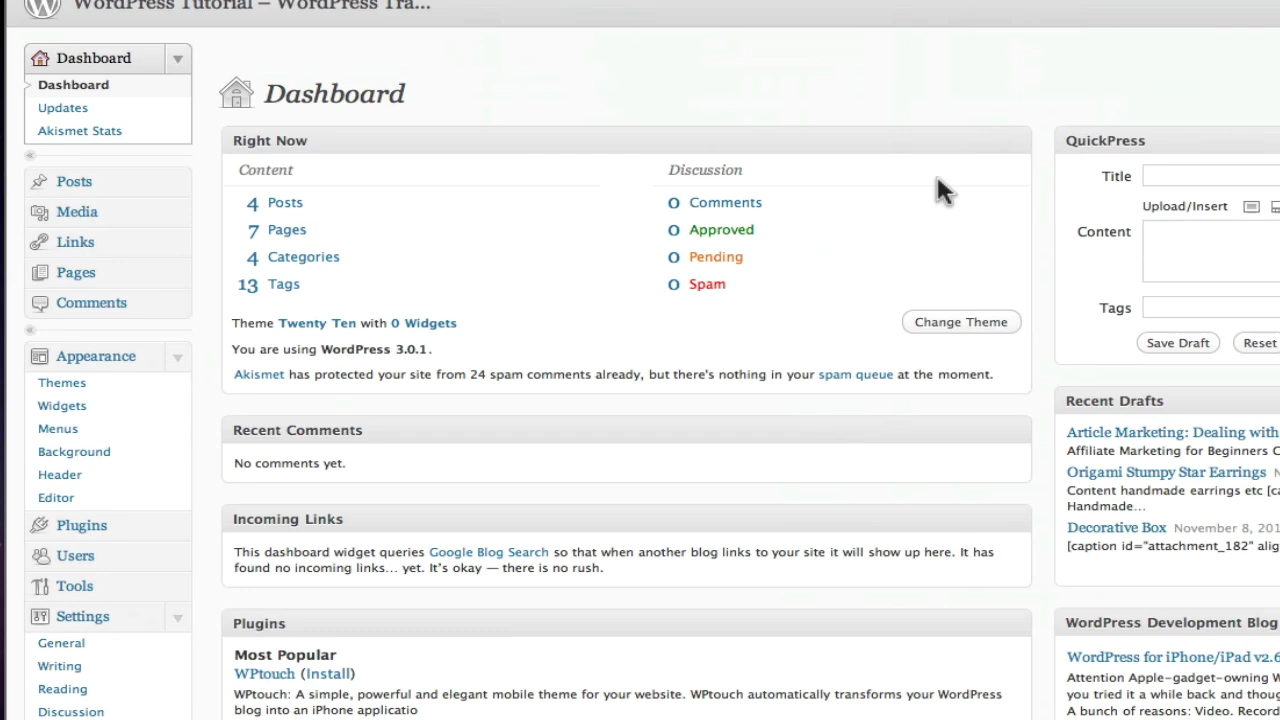 WordPress Tutorial – WordPress Tra...
Dashboard
Dashboard
Updates
Akismet Stats
Posts
Media
Links
Pages
Comments
Appearance
Themes
Widgets
Menus
Background
Header
Editor
Plugins
Users
Tools
Settings
General
Writing
Reading
Discussion
Dashboard
Right Now
Content
4 Posts
7 Pages
4 Categories
13 Tags
Discussion
0 Comments
0 Approved
0 Pending
0 Spam
Theme Twenty Ten with 0 Widgets
Change Theme
You are using WordPress 3.0.1.
Akismet has protected your site from 24 spam comments already, but there's nothing in your spam queue at the moment.
Recent Comments
No comments yet.
Incoming Links
This dashboard widget queries Google Blog Search so that when another blog links to your site it will show up here. It has
found no incoming links… yet. It's okay — there is no rush.
Plugins
Most Popular
WPtouch (Install)
WPtouch: A simple, powerful and elegant mobile theme for your website. WPtouch automatically transforms your WordPress
blog into an iPhone applicatio
QuickPress
Title
Upload/Insert
Content
Tags
Save Draft
Reset
Recent Drafts
Article Marketing: Dealing with
Affiliate Marketing for Beginners C
Origami Stumpy Star Earrings N
Content handmade earrings etc [ca
Handmade…
Decorative Box November 8, 201
[caption id="attachment_182" alig
WordPress Development Blog
WordPress for iPhone/iPad v2.6
Attention Apple-gadget-owning W
you tried it a while back and thoug
A bunch of reasons: Video. Record